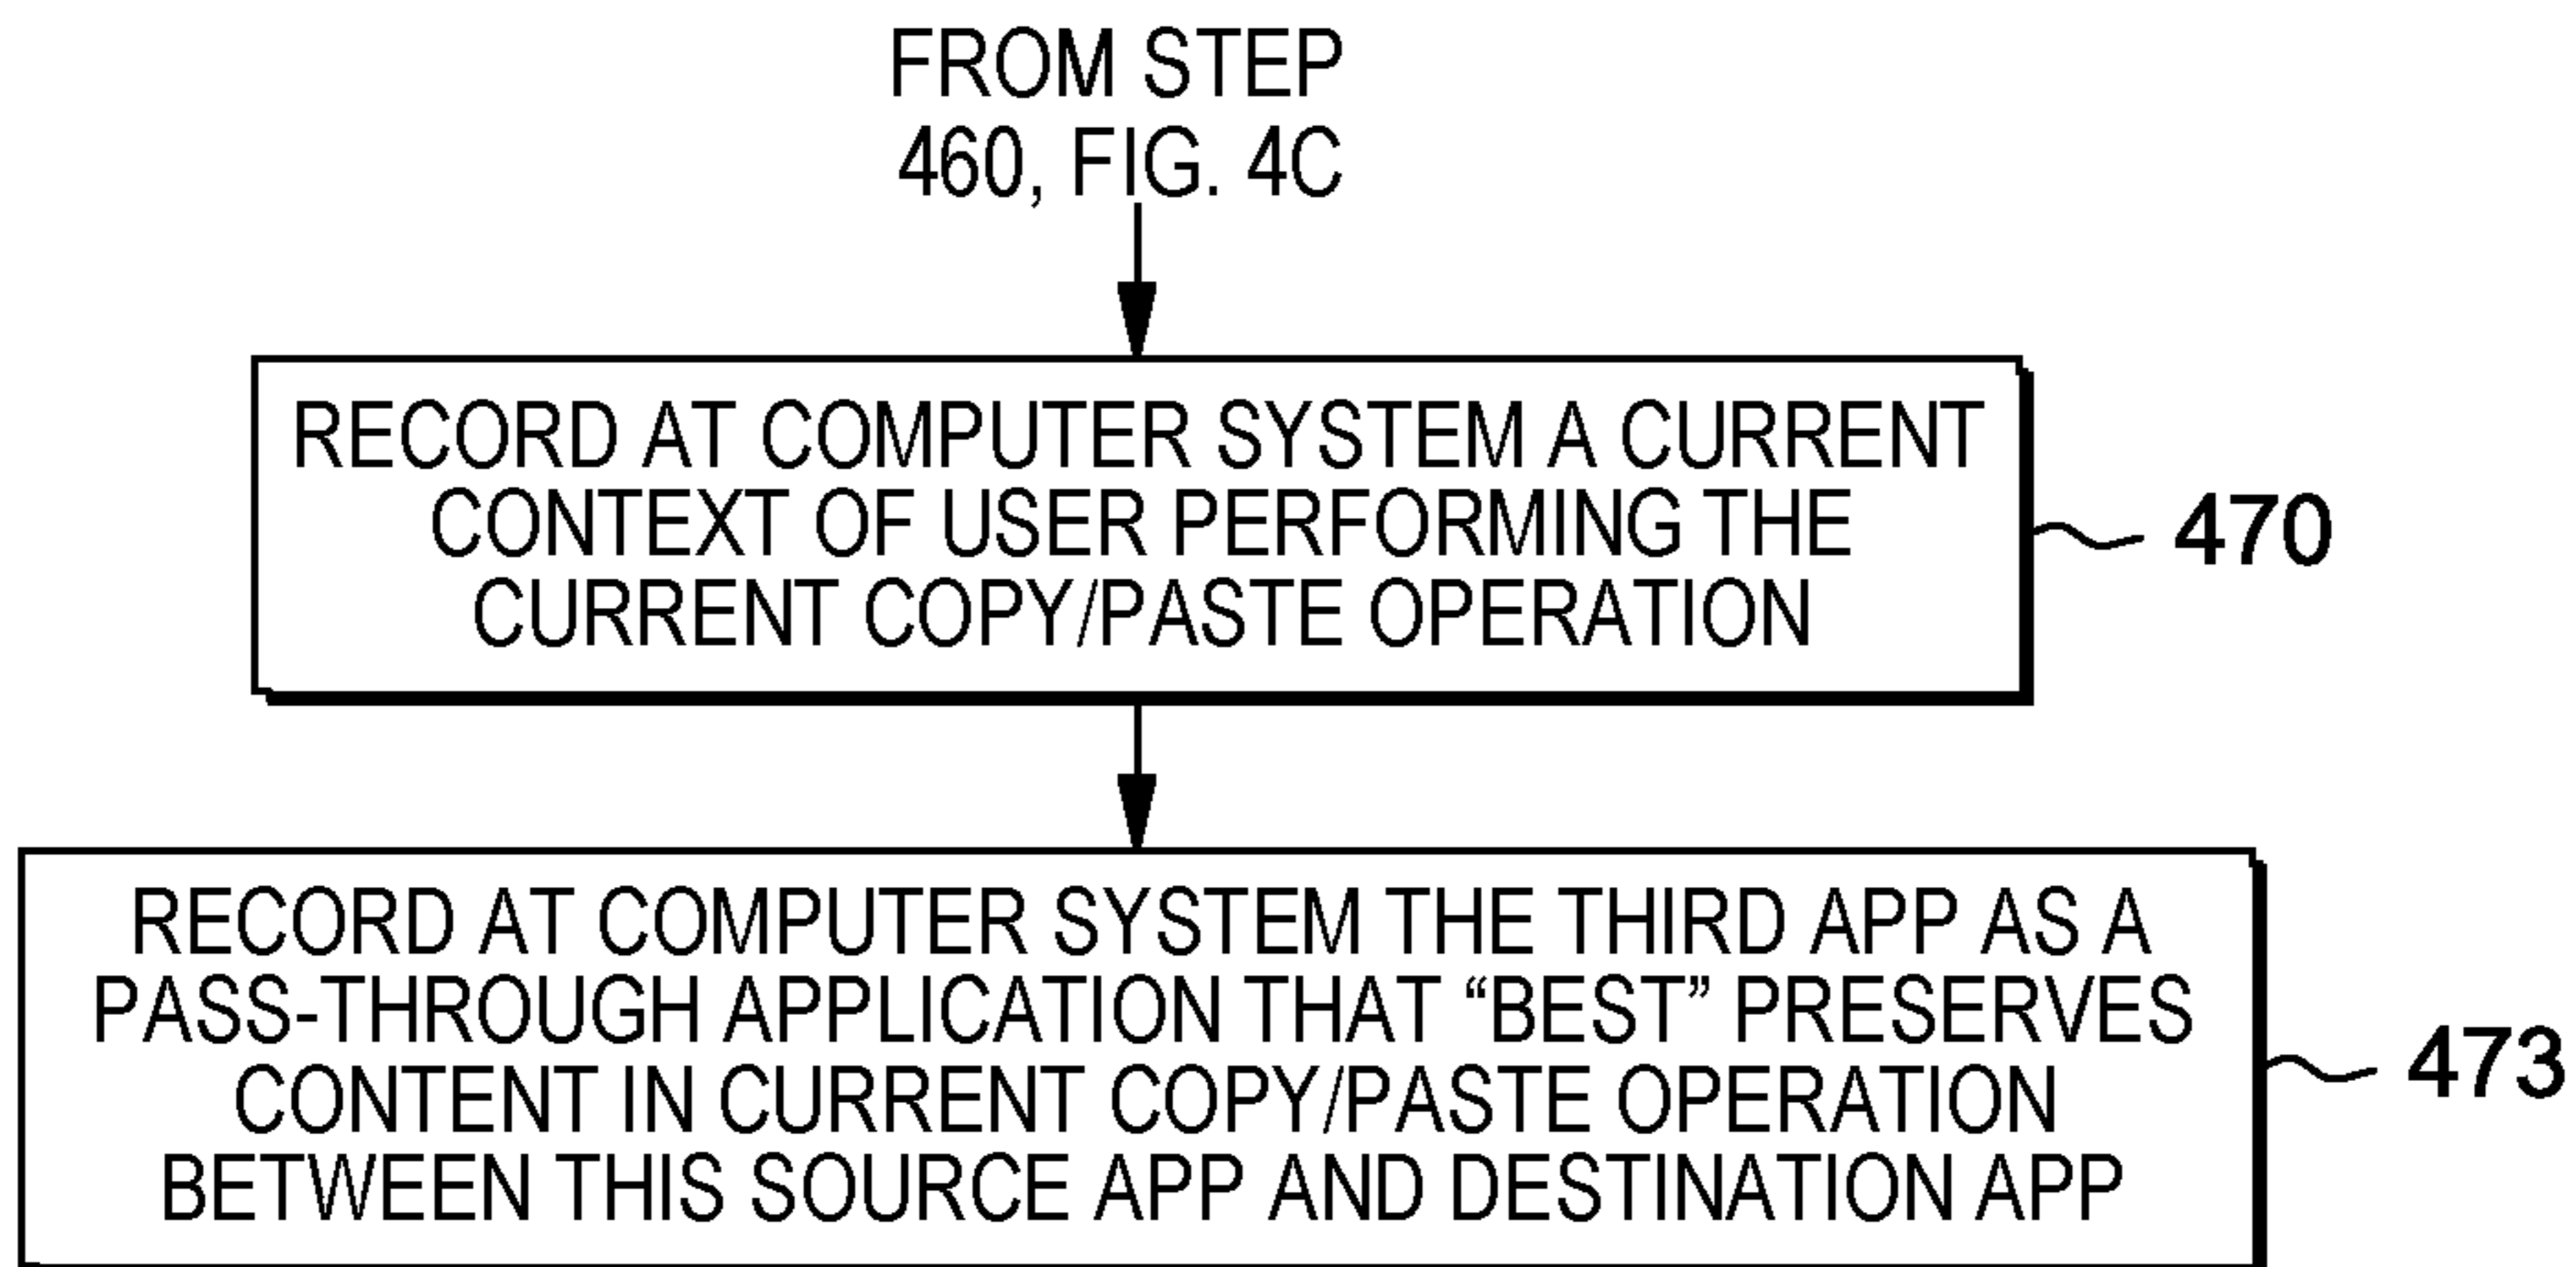 FROM STEP
460, FIG. 4C
RECORD AT COMPUTER SYSTEM A CURRENT
CONTEXT OF USER PERFORMING THE
CURRENT COPY/PASTE OPERATION
470
RECORD AT COMPUTER SYSTEM THE THIRD APP AS A
PASS-THROUGH APPLICATION THAT “BEST” PRESERVES
CONTENT IN CURRENT COPY/PASTE OPERATION
BETWEEN THIS SOURCE APP AND DESTINATION APP
473